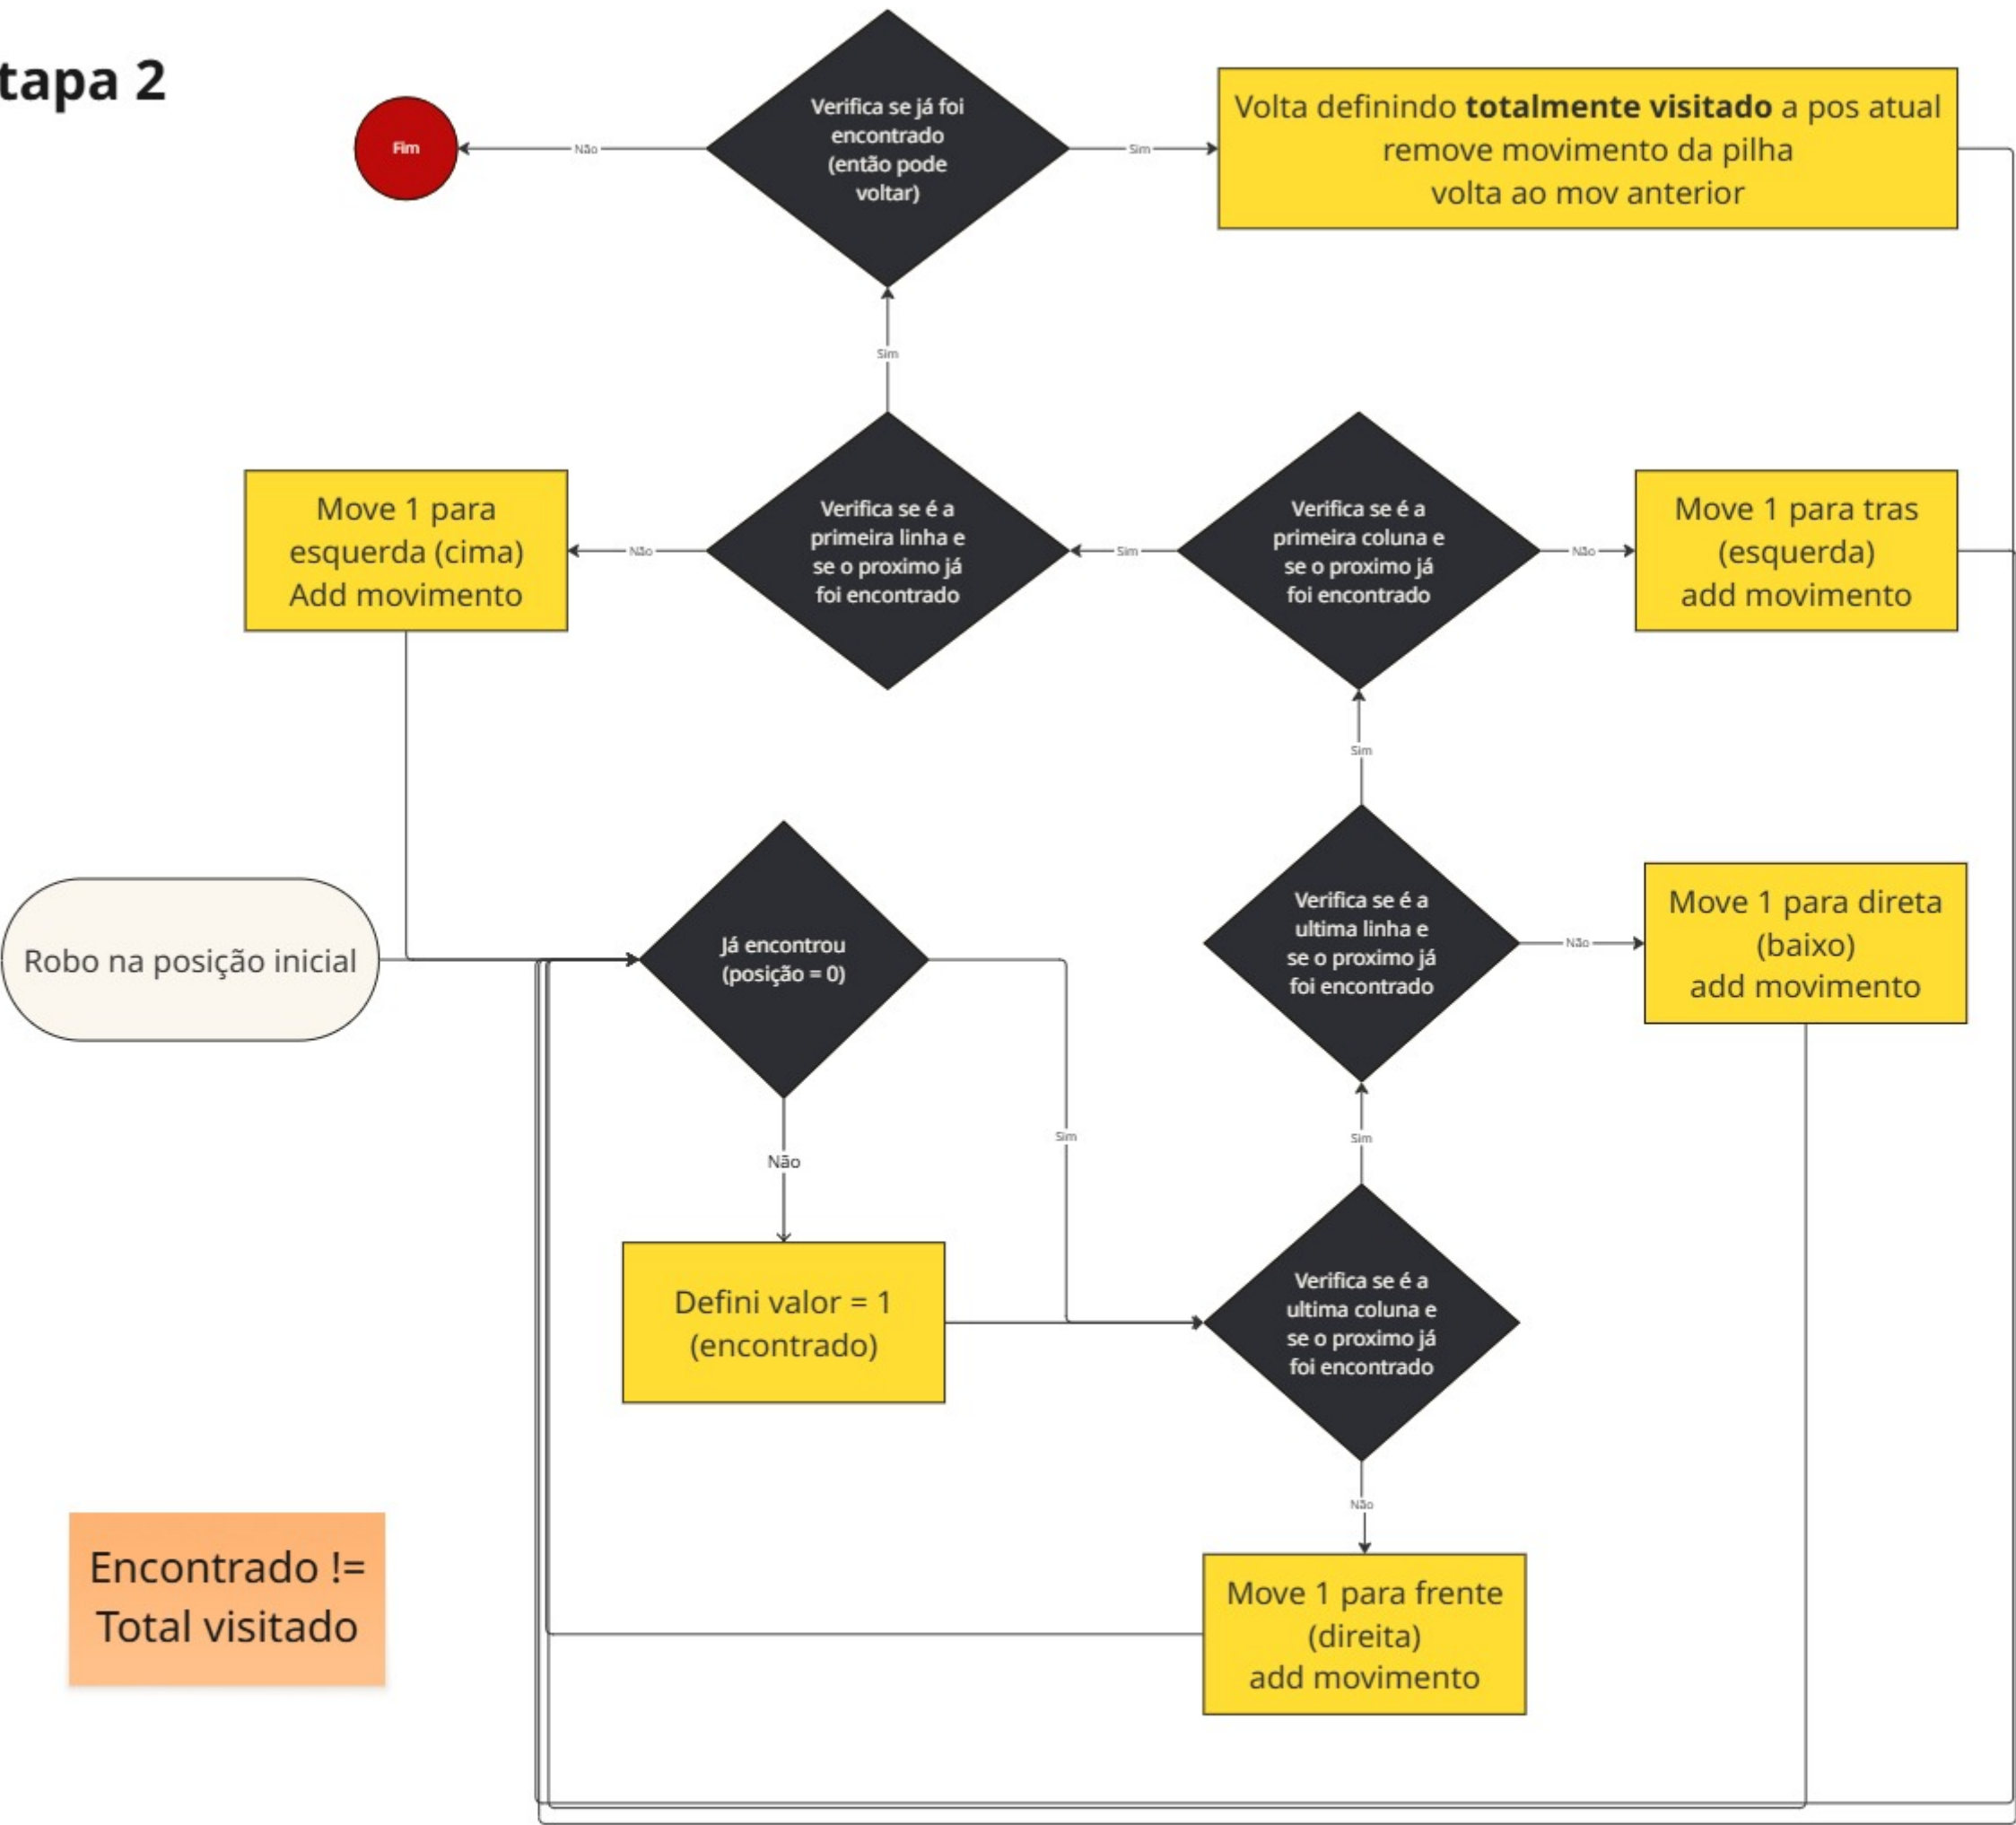 tapa 2
Fim
Não
Verifica se já foi
encontrado
(então pode
voltar)
Sim
Volta definindo totalmente visitado a pos atual
remove movimento da pilha
volta ao mov anterior
Sim
Move 1 para
esquerda (cima)
Add movimento
Não
Verifica se é a
primeira linha e
se o proximo já
foi encontrado
Sim
Verifica se é a
primeira coluna e
se o proximo já
foi encontrado
Não
Move 1 para tras
(esquerda)
add movimento
Sim
Robo na posição inicial
Já encontrou
(posição = 0)
Verifica se é a
ultima linha e
se o proximo já
foi encontrado
Não
Move 1 para direta
(baixo)
add movimento
Sim
Sim
Não
Defini valor = 1
(encontrado)
Verifica se é a
ultima coluna e
se o proximo já
foi encontrado
Não
Encontrado !=
Total visitado
Move 1 para frente
(direita)
add movimento